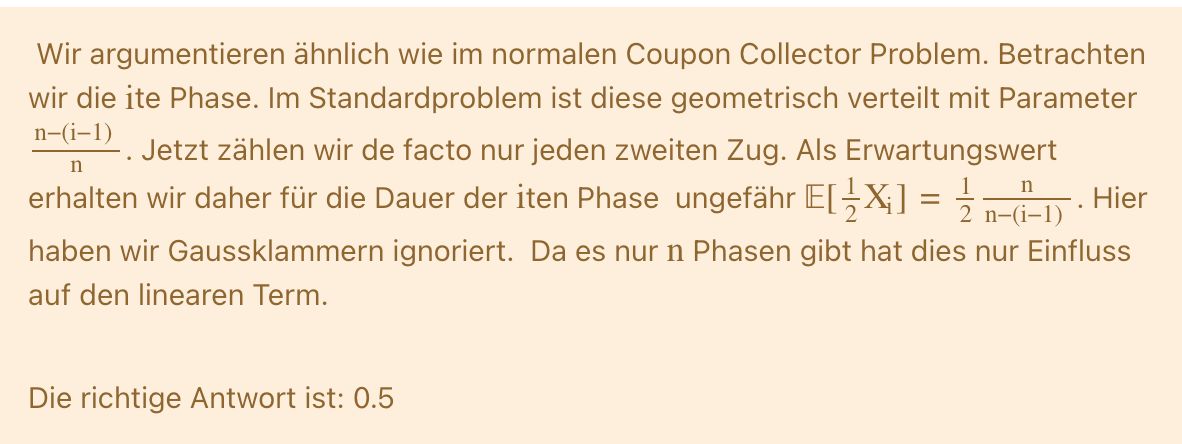 Wir argumentieren ähnlich wie im normalen Coupon Collector Problem. Betrachten
wir die ite Phase. Im Standardproblem ist diese geometrisch verteilt mit Parameter
\frac{n−(i−1)}{n}. Jetzt zählen wir de facto nur jeden zweiten Zug. Als Erwartungswert
erhalten wir daher für die Dauer der iten Phase ungefähr 𝔼[\frac{1}{2}X_i] = \frac{1}{2} \frac{n}{n−(i−1)}. Hier
haben wir Gaussklammern ignoriert. Da es nur n Phasen gibt hat dies nur Einfluss
auf den linearen Term.
Die richtige Antwort ist: 0.5